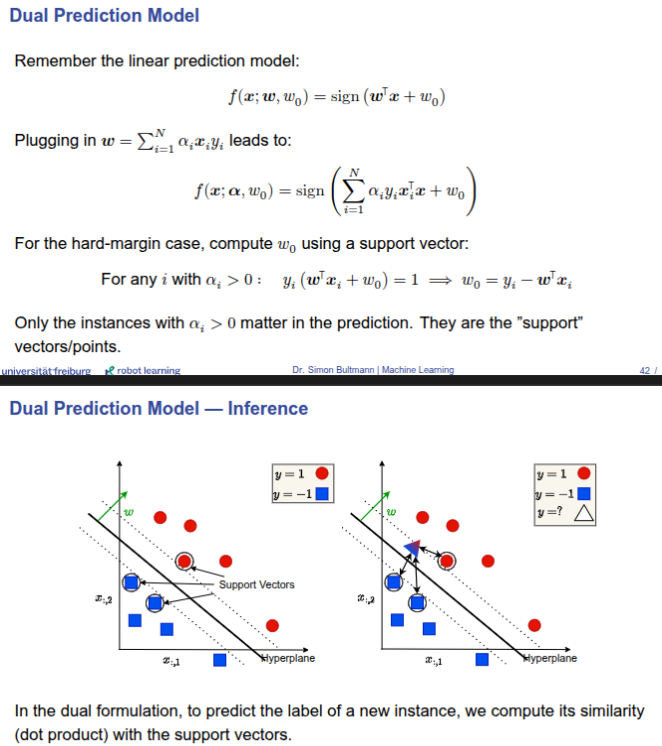 Dual Prediction Model
Remember the linear prediction model:
f(x; w, w₀) = sign (wᵀx + w₀)
Plugging in w = ∑ᵢ₌₁ᴺ αᵢxᵢyᵢ leads to:
f(x; α, w₀) = sign (∑ᵢ₌₁ᴺ αᵢyᵢxᵢᵀx + w₀)
For the hard-margin case, compute w₀ using a support vector:
For any i with αᵢ > 0 : yᵢ (wᵀxᵢ + w₀) = 1 ⟹ w₀ = yᵢ − wᵀxᵢ
Only the instances with αᵢ > 0 matter in the prediction. They are the ”support”
vectors/points.
universität freiburg robot learning Dr. Simon Bultmann | Machine Learning 42 /
Dual Prediction Model — Inference
y = 1
y = −1
w
Support Vectors
x:,2
x:,1
Hyperplane
y = 1
y = −1
y =?
w
x:,2
x:,1
Hyperplane
In the dual formulation, to predict the label of a new instance, we compute its similarity
(dot product) with the support vectors.